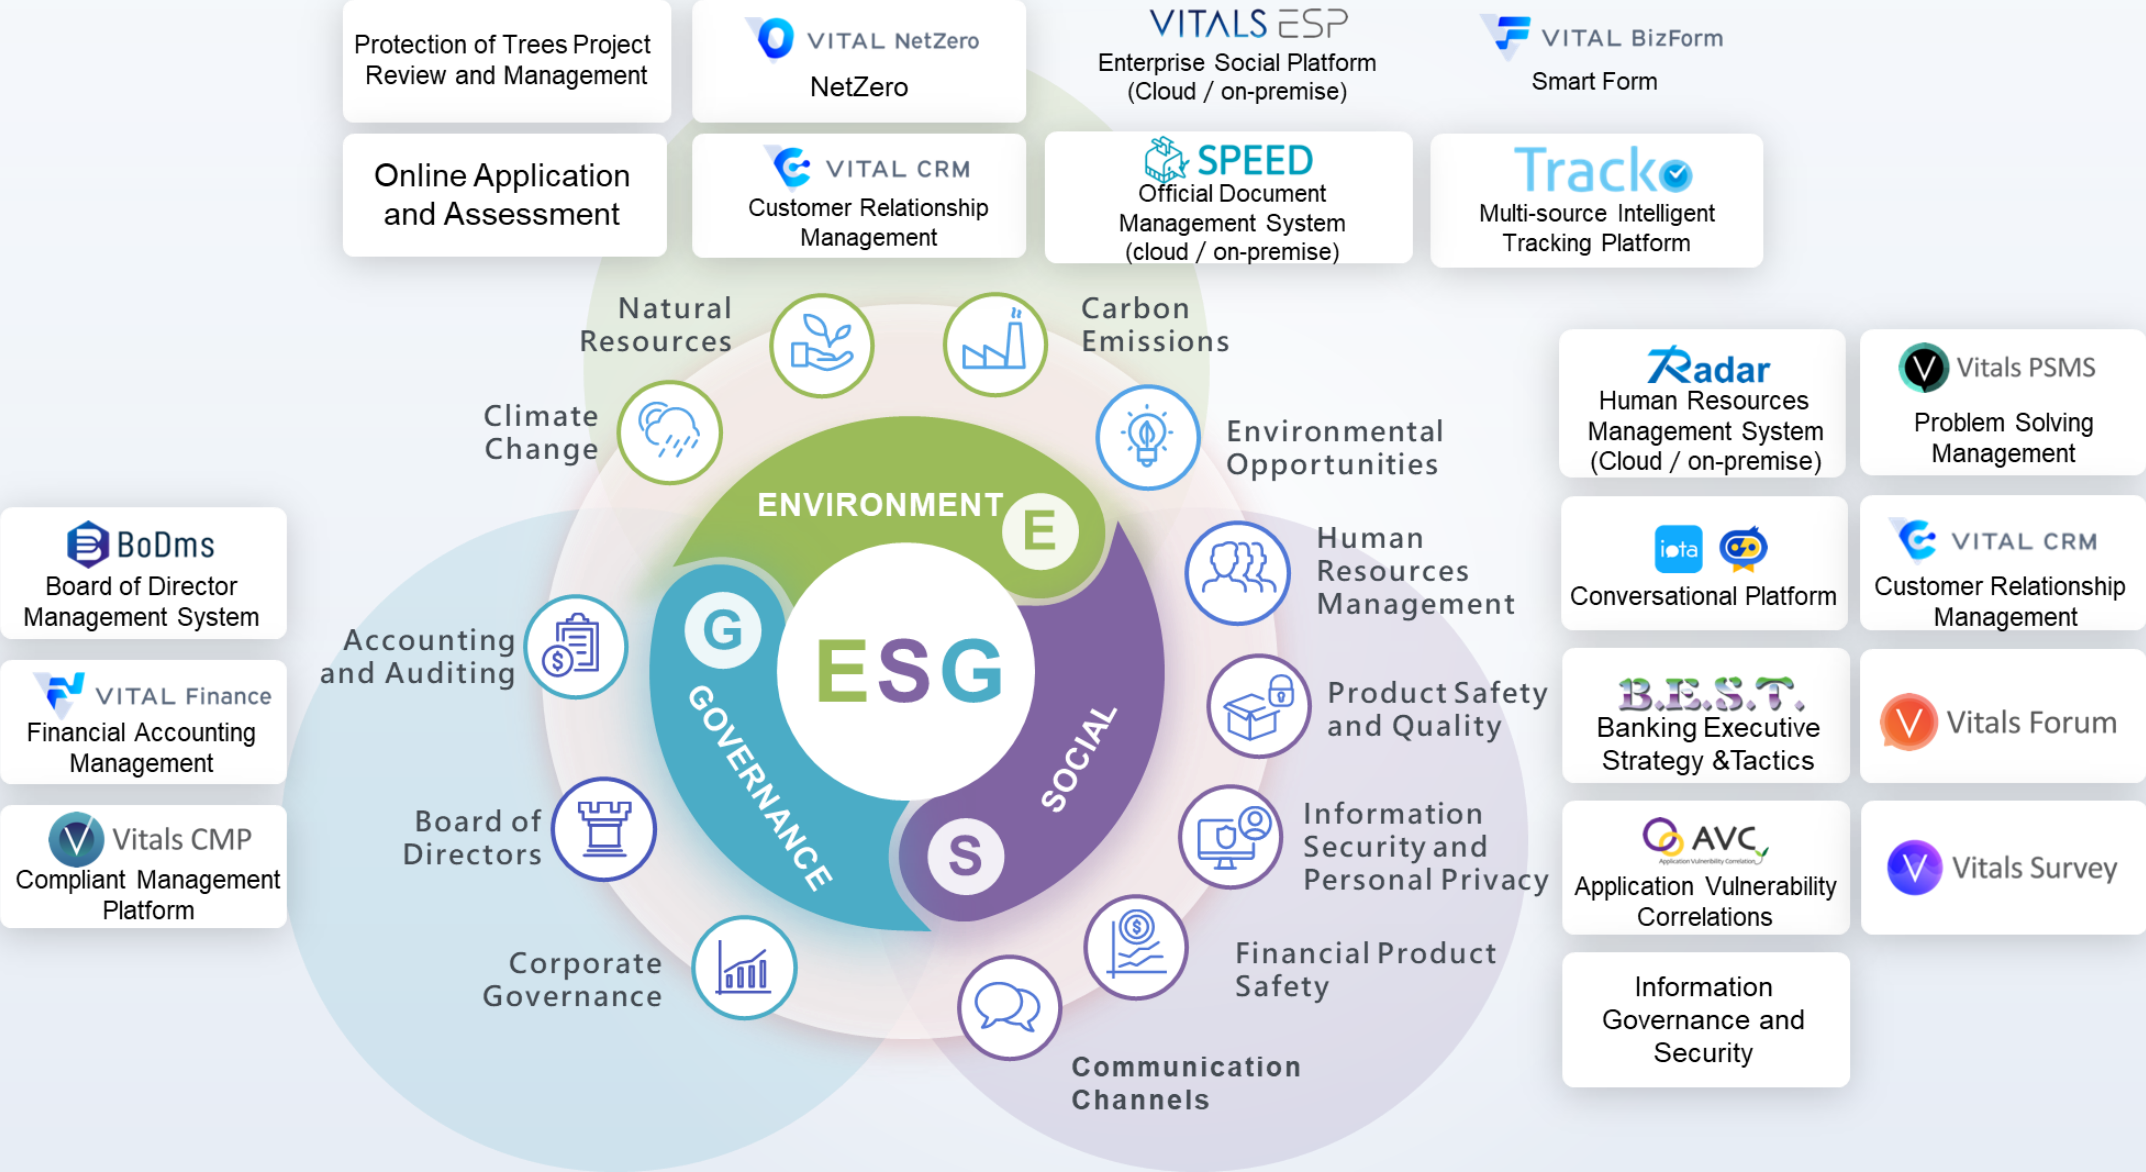 Protection of Trees Project
Review and Management
VITAL NetZero
NetZero
VITALS ESP
Enterprise Social Platform
(Cloud / on-premise)
VITAL BizForm
Smart Form
Online Application
and Assessment
VITAL CRM
Customer Relationship
Management
SPEED
Official Document
Management System
(cloud / on-premise)
Tracko
Multi-source Intelligent
Tracking Platform
Natural
Resources
Carbon
Emissions
Climate
Change
Environmental
Opportunities
Human
Resources
Management
Product Safety
and Quality
Information
Security and
Personal Privacy
Financial Product
Safety
Communication
Channels
Corporate
Governance
Board of
Directors
Accounting
and Auditing
ENVIRONMENT
E
SOCIAL
S
GOVERNANCE
G
ESG
BoDms
Board of Director
Management System
VITAL Finance
Financial Accounting
Management
Vitals CMP
Compliant Management
Platform
Radar
Human Resources
Management System
(Cloud / on-premise)
Vitals PSMS
Problem Solving
Management
iota
Conversational Platform
VITAL CRM
Customer Relationship
Management
B.E.S.T.
Banking Executive
Strategy &Tactics
Vitals Forum
AVC
Application Vulnerability Correlation
Application Vulnerability
Correlations
Vitals Survey
Information
Governance and
Security